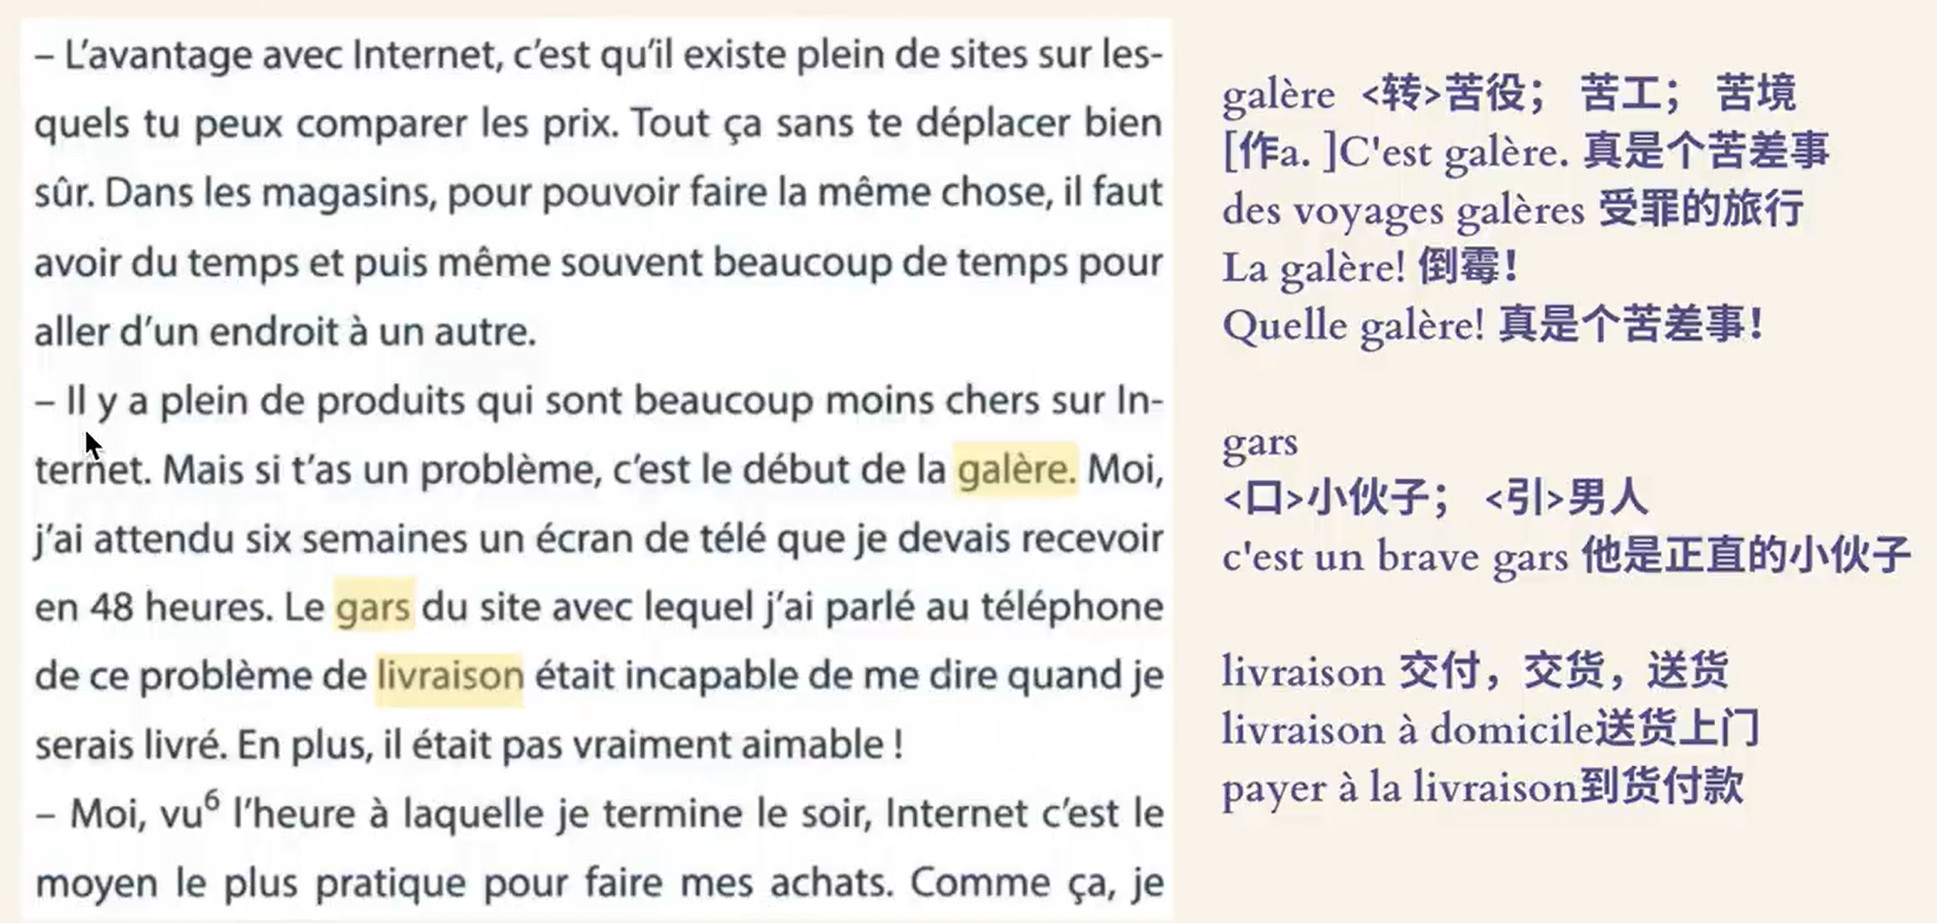 – L’avantage avec Internet, c’est qu’il existe plein de sites sur les-
quels tu peux comparer les prix. Tout ça sans te déplacer bien
sûr. Dans les magasins, pour pouvoir faire la même chose, il faut
avoir du temps et puis même souvent beaucoup de temps pour
aller d’un endroit à un autre.
– Il y a plein de produits qui sont beaucoup moins chers sur In-
ternet. Mais si t’as un problème, c’est le début de la galère. Moi,
j’ai attendu six semaines un écran de télé que je devais recevoir
en 48 heures. Le gars du site avec lequel j’ai parlé au téléphone
de ce problème de livraison était incapable de me dire quand je
serais livré. En plus, il était pas vraiment aimable !
– Moi, vu⁶ l’heure à laquelle je termine le soir, Internet c’est le
moyen le plus pratique pour faire mes achats. Comme ça, je
galère <转>苦役； 苦工； 苦境
[作a. ]C'est galère. 真是个苦差事
des voyages galères 受罪的旅行
La galère! 倒霉！
Quelle galère! 真是个苦差事！
gars
<口>小伙子； <引>男人
c'est un brave gars 他是正直的小伙子
livraison 交付，交货，送货
livraison à domicile送货上门
payer à la livraison到货付款